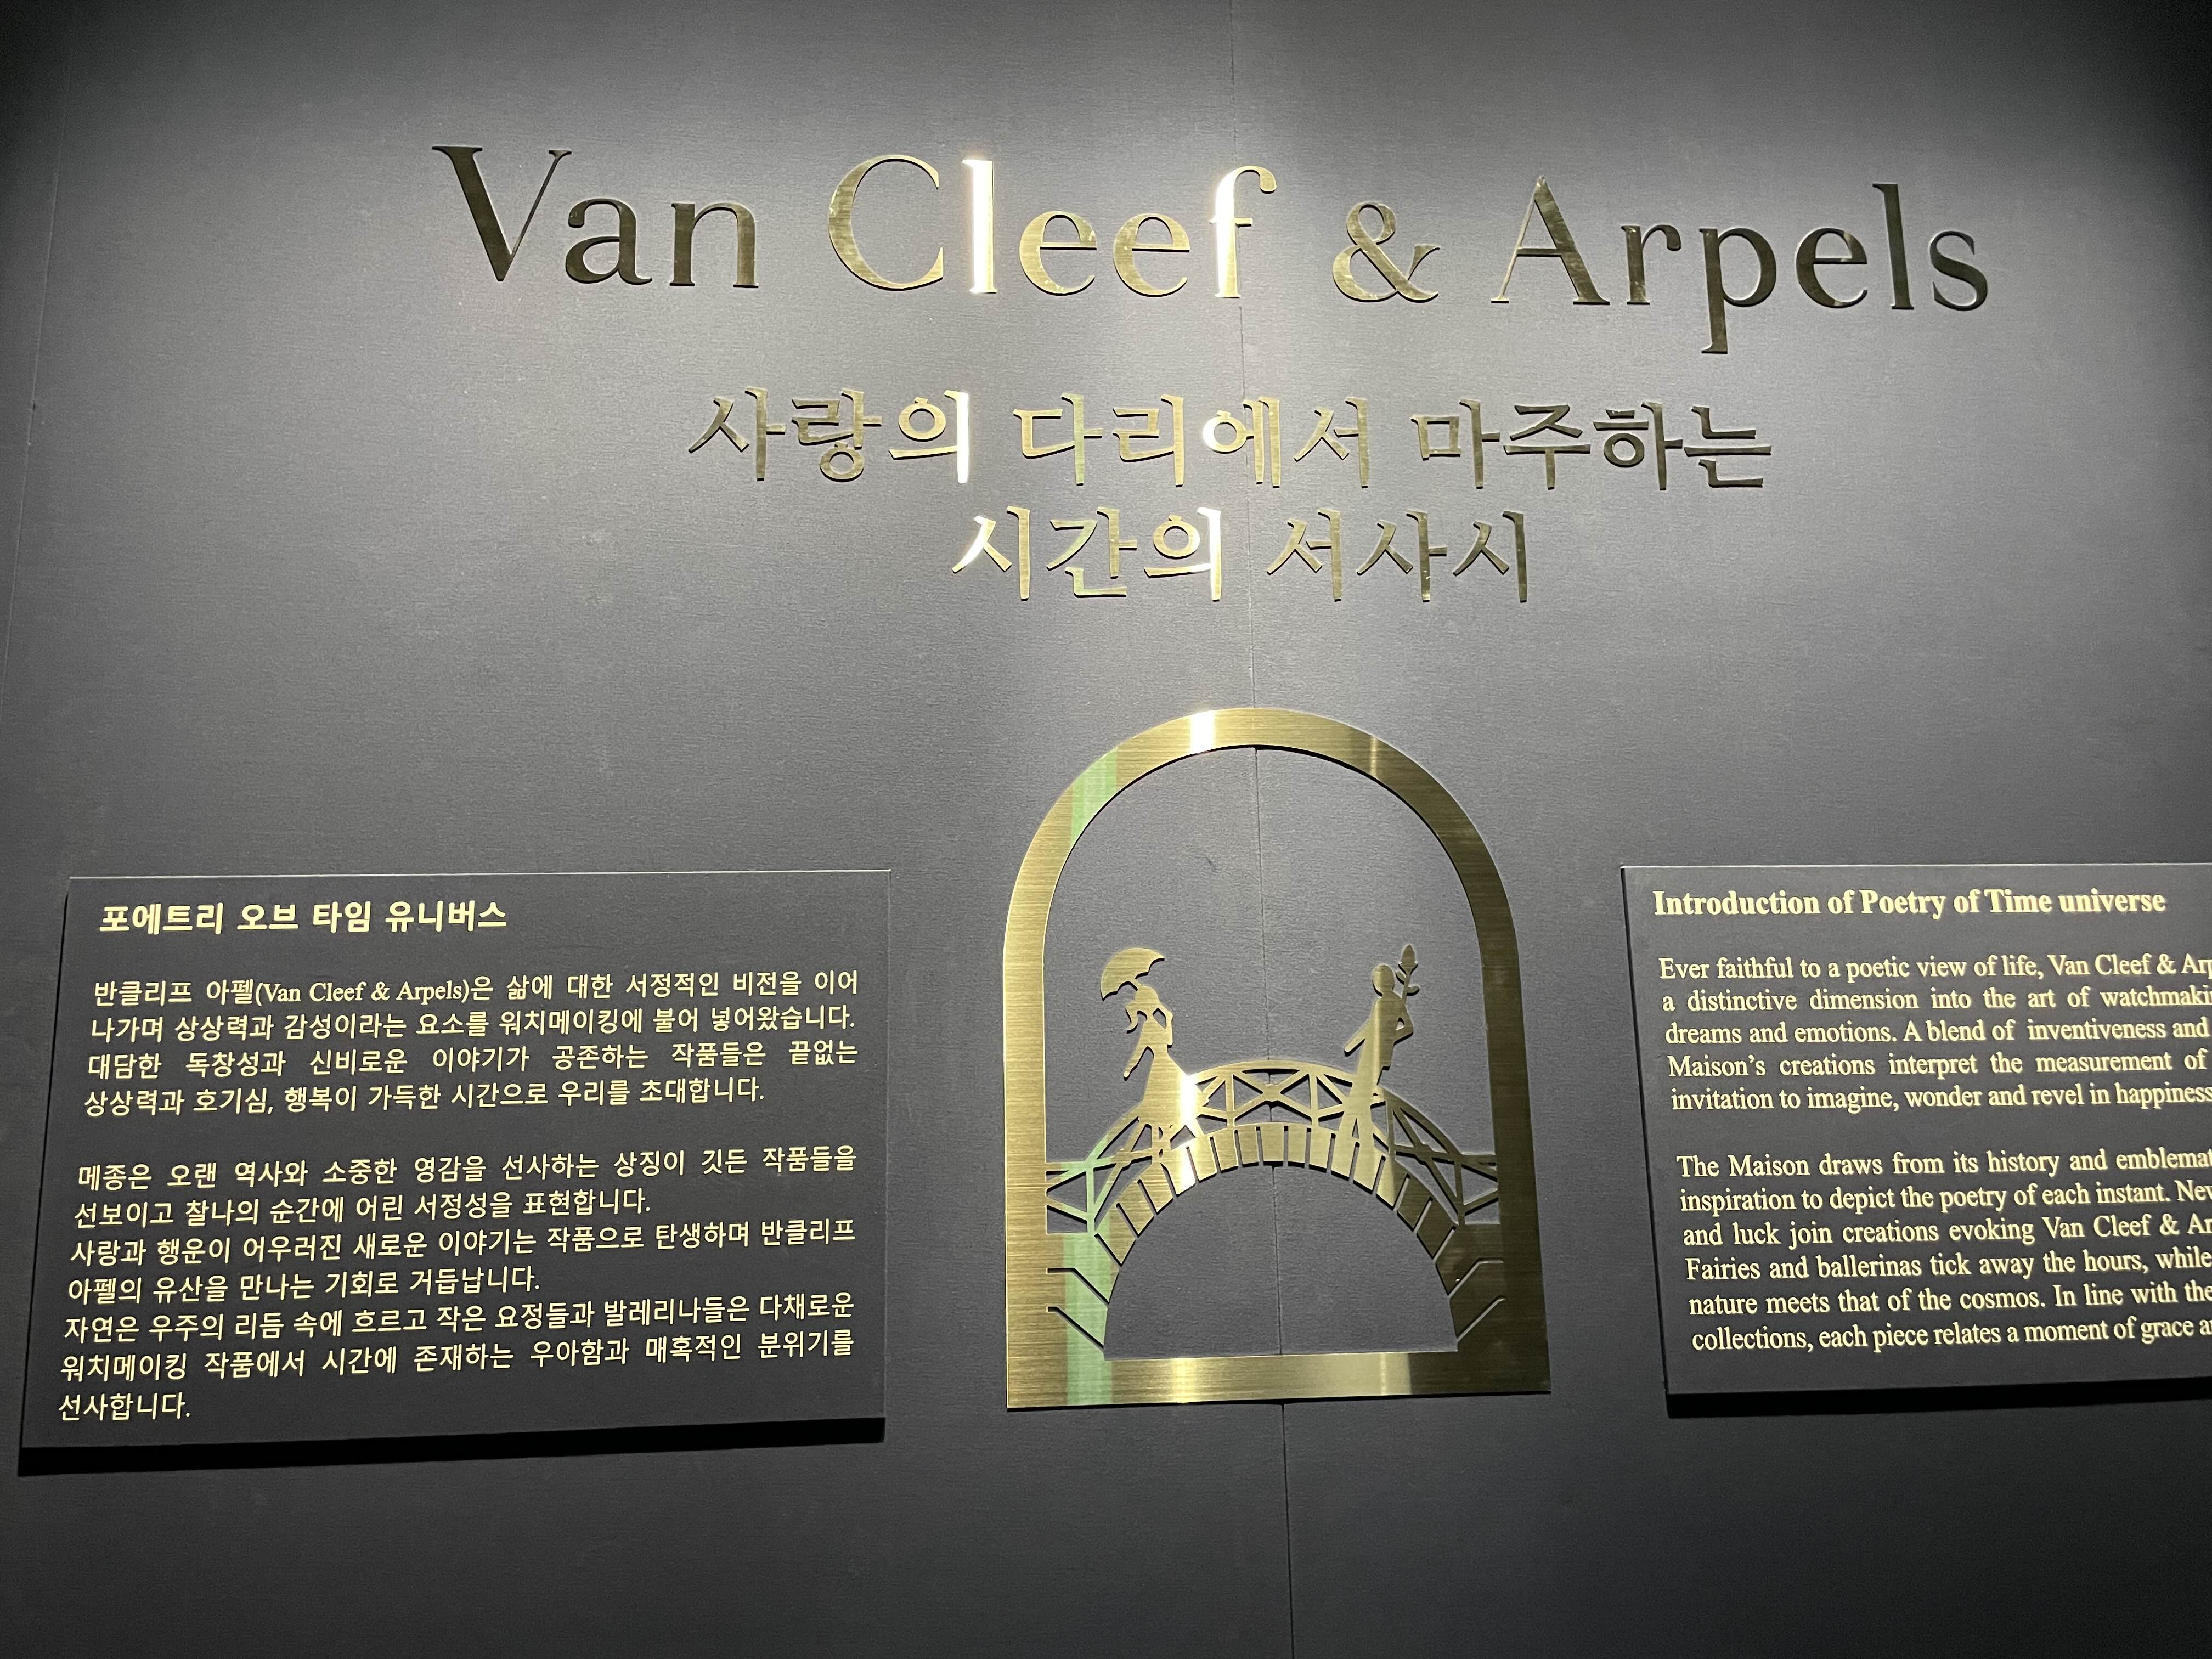 Van Cleef & Arpels
사랑의 다리에서 마주하는
시간의 서사시
포에트리 오브 타임 유니버스
반클리프 아펠(Van Cleef & Arpels)은 삶에 대한 서정적인 비전을 이어
나가며 상상력과 감성이라는 요소를 워치메이킹에 불어 넣어왔습니다.
대담한 독창성과 신비로운 이야기가 공존하는 작품들은 끝없는
상상력과 호기심, 행복이 가득한 시간으로 우리를 초대합니다.
메종은 오랜 역사와 소중한 영감을 선사하는 상징이 깃든 작품들을
선보이고 찰나의 순간에 어린 서정성을 표현합니다.
사랑과 행운이 어우러진 새로운 이야기는 작품으로 탄생하며 반클리프
아펠의 유산을 만나는 기회로 거듭납니다.
자연은 우주의 리듬 속에 흐르고 작은 요정들과 발레리나들은 다채로운
워치메이킹 작품에서 시간에 존재하는 우아함과 매혹적인 분위기를
선사합니다.
Introduction of Poetry of Time universe
Ever faithful to a poetic view of life, Van Cleef &
a distinctive dimension into the art of
dreams and emotions. A blend of inventiveness and
Maison's creations interpret the measurement of
invitation to imagine, wonder and revel in happiness
The Maison draws from its history and
inspiration to depict the poetry of each instant.
and luck join creations evoking Van Cleef &
Fairies and ballerinas tick away the hours, while
nature meets that of the cosmos. In line with the
collections, each piece relates a moment of grace